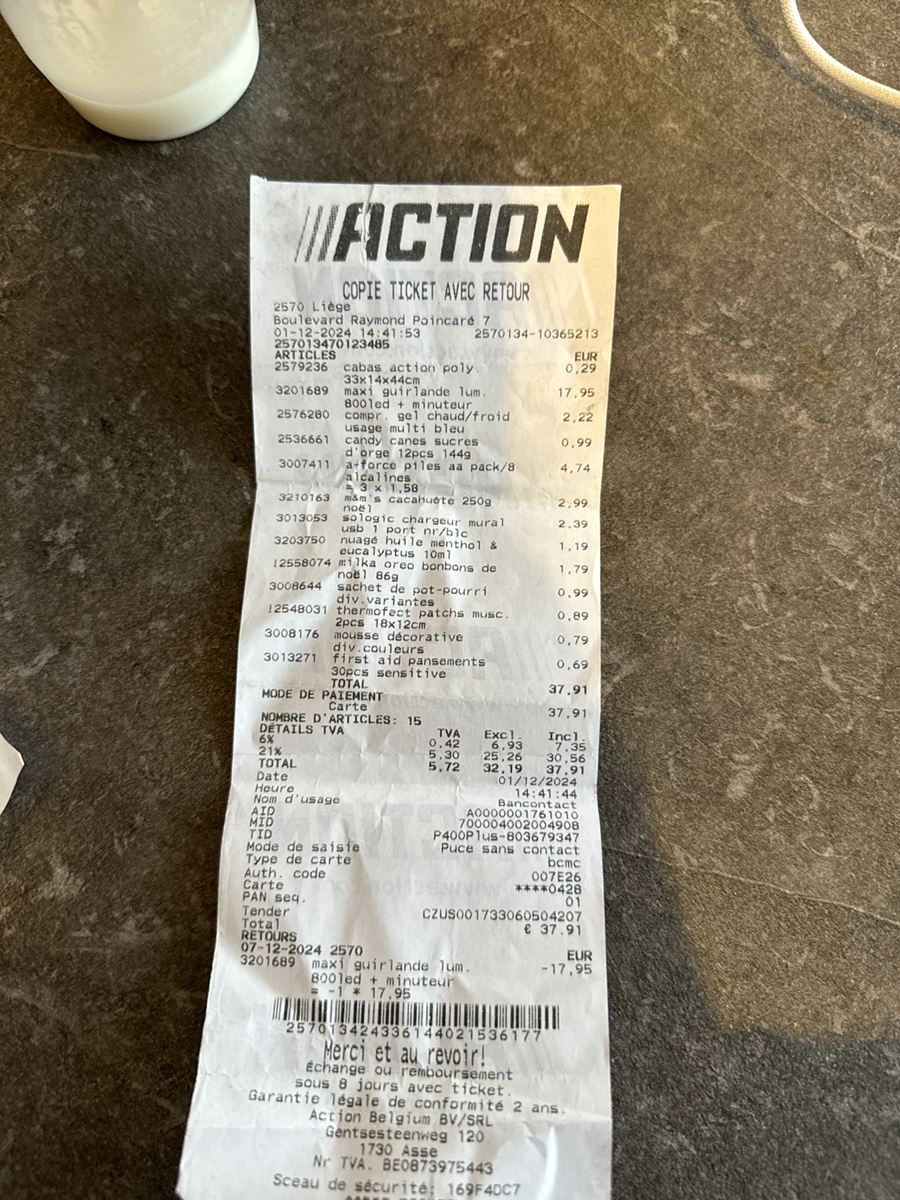 ///ACTION
COPIE TICKET AVEC RETOUR
2570 Liège
Boulevard Raymond Poincaré 7
01-12-2024 14:41:53 2570134-10365213
257013470123485
ARTICLES EUR
2579236 cabas action poly. 0,29
33x14x44cm
3201689 maxi guirlande lum. 17,95
800led + minuteur
2576280 compr. gel chaud/froid 2,22
usage multi bleu
2536661 candy canes sucres 0,99
d'orge 12pcs 144g
3007411 a-force piles aa pack/8 4,74
alcalines
= 3 x 1,58
3210163 m&m's cacahuète 250g 2,99
noël
3013053 sologic chargeur mural 2,39
usb 1 port nr/blc
3203750 nuagé huile menthol & 1,19
eucalyptus 10ml
!2558074 milka oreo bonbons de 1,79
noël 86g
3008644 sachet de pot-pourri 0,99
div.variantes
!2548031 thermofect patchs musc. 0,89
2pcs 18x12cm
3008176 mousse décorative 0,79
div.couleurs
3013271 first aid pansements 0,69
30pcs sensitive
TOTAL 37,91
MODE DE PAIEMENT
Carte 37,91
NOMBRE D'ARTICLES: 15
DÉTAILS TVA TVA Excl. Incl.
6% 0,42 6,93 7,35
21% 5,30 25,26 30,56
TOTAL 5,72 32,19 37,91
Date 01/12/2024
Heure 14:41:44
Nom d'usage Bancontact
AID A0000001761010
MID 700004002004908
TID P400Plus-803679347
Mode de saisie Puce sans contact
Type de carte bcmc
Auth. code 007E26
Carte ****0428
PAN seq. 01
Tender CZUS001733060504207
Total € 37.91
RETOURS
07-12-2024 2570 EUR
3201689 maxi guirlande lum. -17,95
800led + minuteur
= -1 * 17,95
257013424336144021536177
Merci et au revoir!
Échange ou remboursement
sous 8 jours avec ticket.
Garantie légale de conformité 2 ans.
Action Belgium BV/SRL
Gentsesteenweg 120
1730 Asse
Nr TVA. BE0873975443
Sceau de sécurité: 169F4DC7